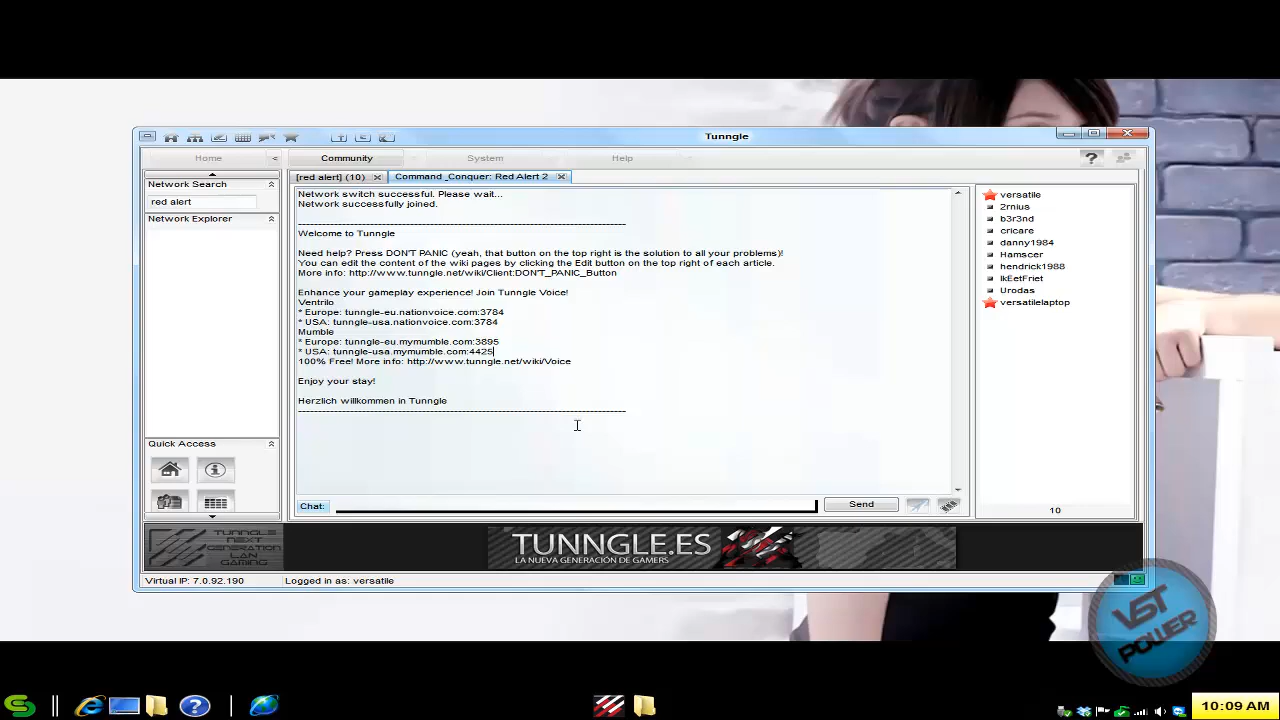 Tunngle
Home
<
Community
System
Help
?
Network Search
red alert
Network Explorer
Quick Access
[red alert] (10)
Command _Conquer: Red Alert 2
Network switch successful. Please wait...
Network successfully joined.
Welcome to Tunngle
Need help? Press DON'T PANIC (yeah, that button on the top right is the solution to all your problems)!
You can edit the content of the wiki pages by clicking the Edit button on the top right of each article.
More info: http://www.tunngle.net/wiki/Client:DON'T_PANIC_Button
Enhance your gameplay experience! Join Tunngle Voice!
Ventrilo
* Europe: tunngle-eu.nationvoice.com:3784
* USA: tunngle-usa.nationvoice.com:3784
Mumble
* Europe: tunngle-eu.mymumble.com:3895
* USA: tunngle-usa.mymumble.com:4425
100% Free! More info: http://www.tunngle.net/wiki/Voice
Enjoy your stay!
Herzlich willkommen in Tunngle
Chat:
Send
versatile
2rnius
b3r3nd
cricare
danny1984
Hamscer
hendrick1988
IkEetFriet
Urodas
versatilelaptop
10
TUNNGLE
NEXT
GENERATION
LAN
GAMING
TUNNGLE.ES
LA NUEVA GENERACIÓN DE GAMERS
Virtual IP: 7.0.92.190
Logged in as: versatile
VST
POWER
10:09 AM